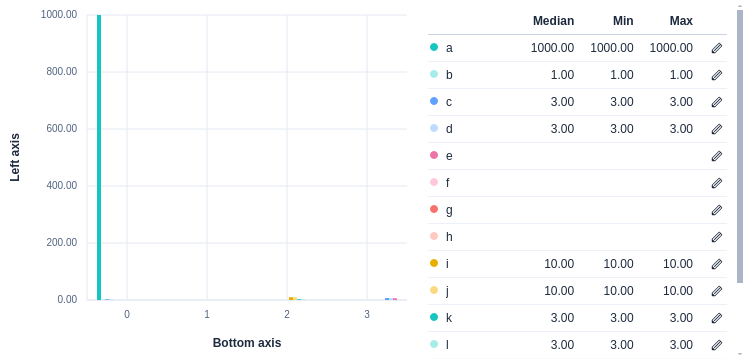 1000.00
800.00
600.00
400.00
200.00
0.00
0 1 2 3
Left axis
Bottom axis
Median Min Max
a 1000.00 1000.00 1000.00
b 1.00 1.00 1.00
c 3.00 3.00 3.00
d 3.00 3.00 3.00
e
f
g
h
i 10.00 10.00 10.00
j 10.00 10.00 10.00
k 3.00 3.00 3.00
l 3.00 3.00 3.00